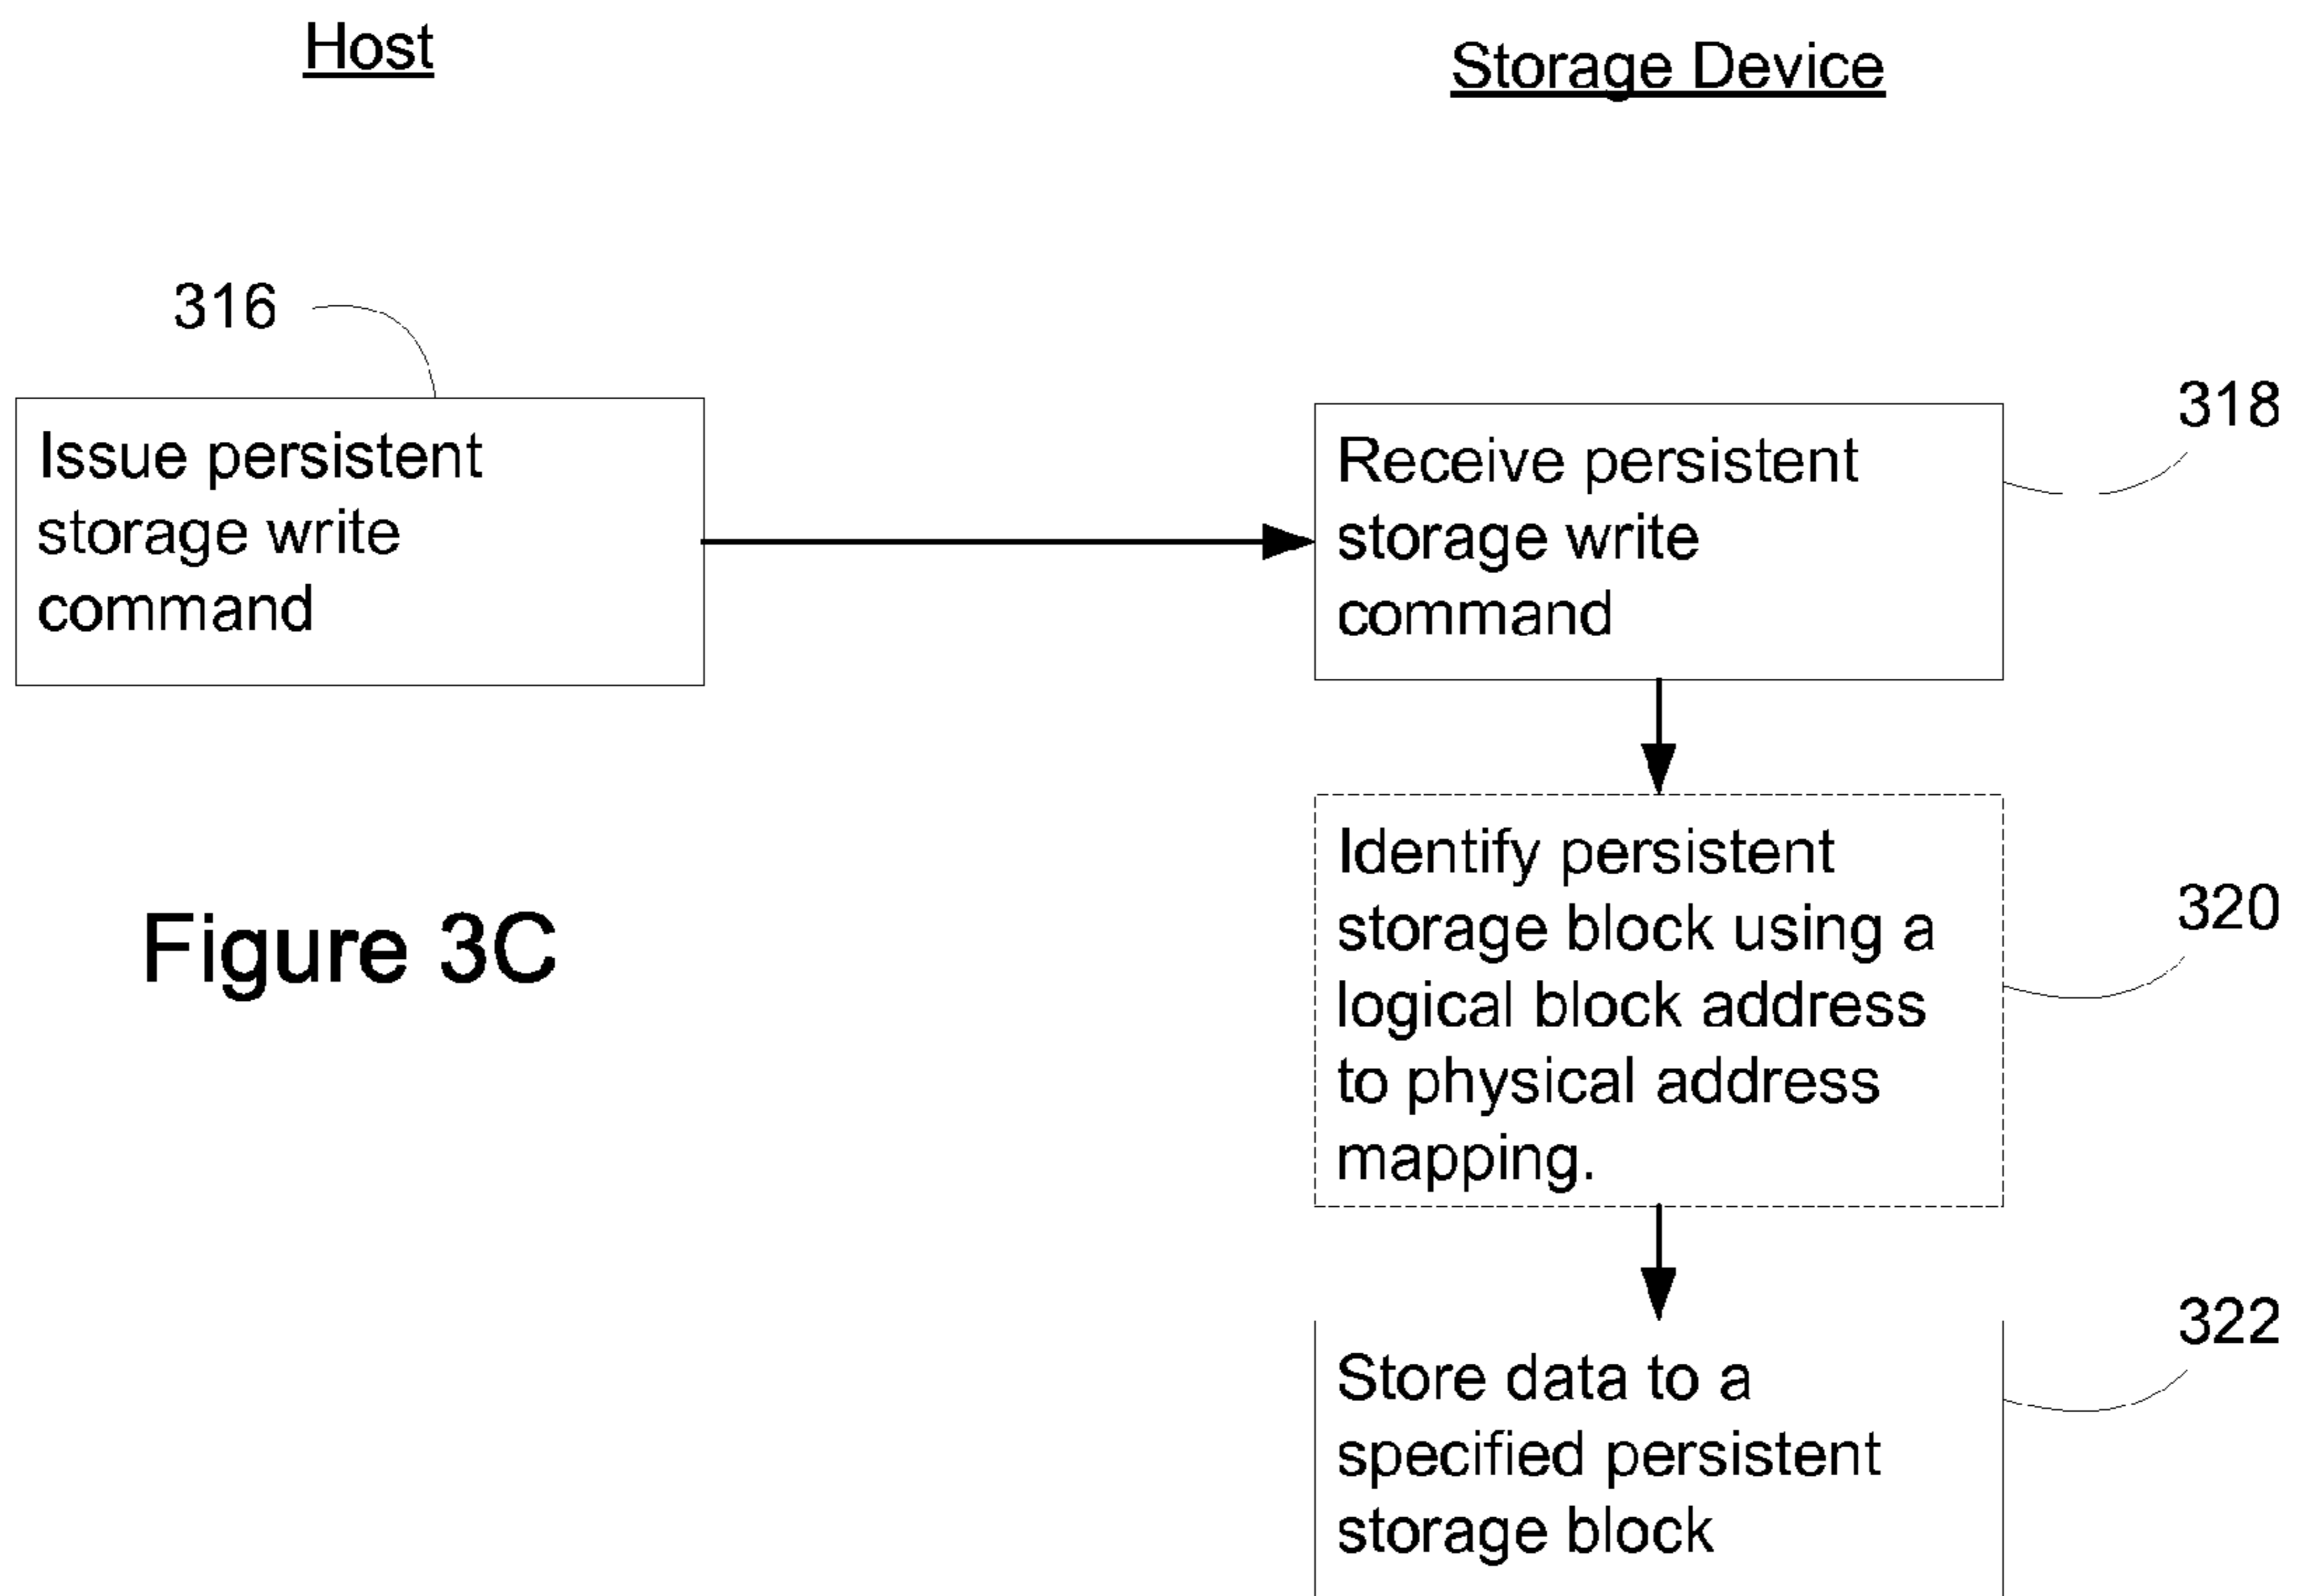 Host
Storage Device
316
Issue persistent
storage write
command
318
Receive persistent
storage write
command
320
Identify persistent
storage block using a
logical block address
to physical address
mapping.
Figure 3C
322
Store data to a
specified persistent
storage block